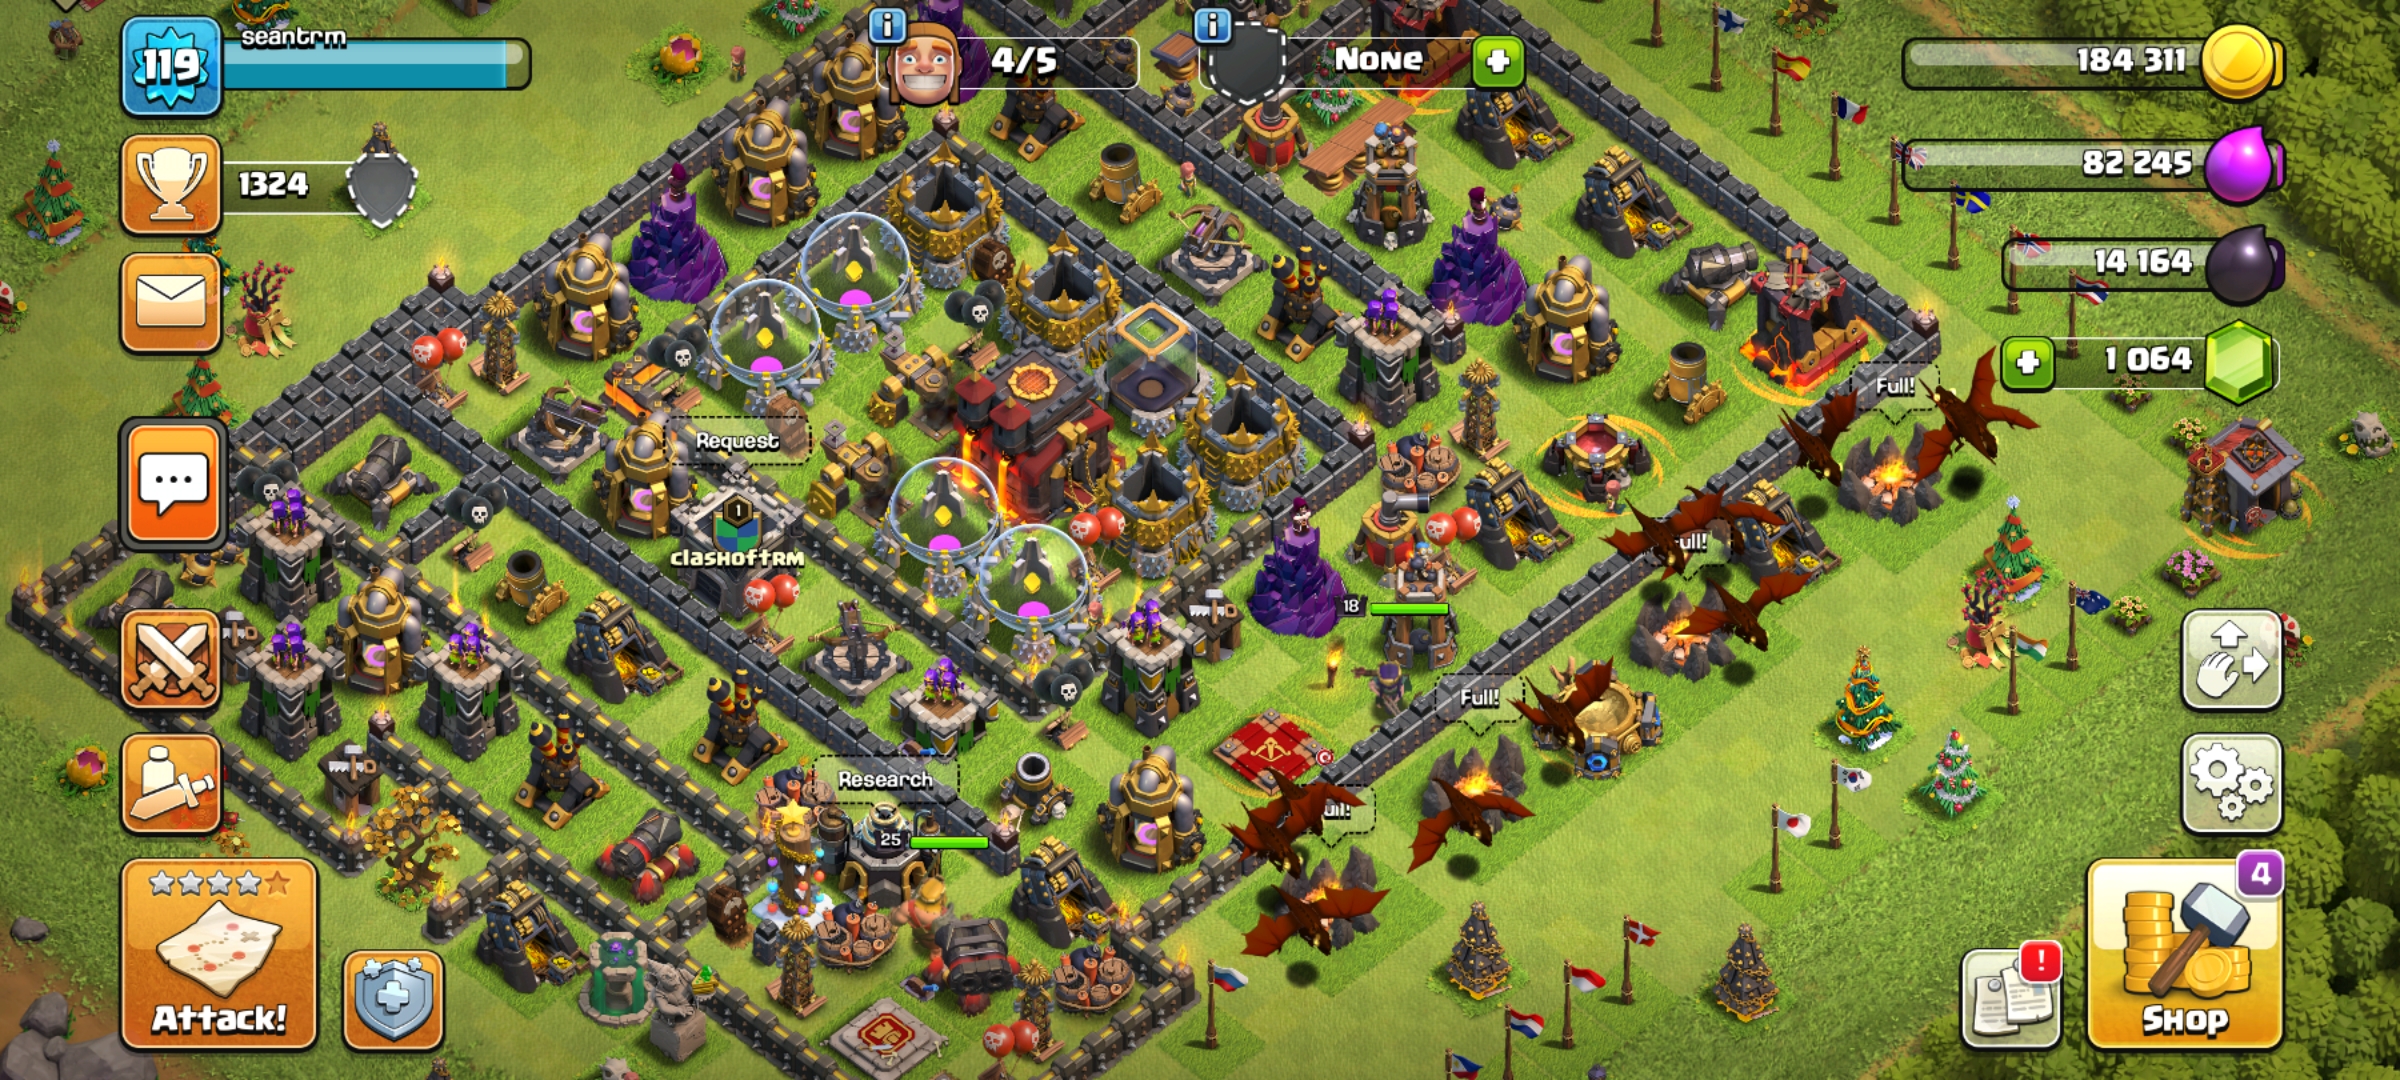 seantrm
119
4/5
None
184 311
1324
82 245
14 164
1 064
Full!
Request
1
clashoftrm
Full!
18
Full!
Research
25
Attack!
4
!
Shop